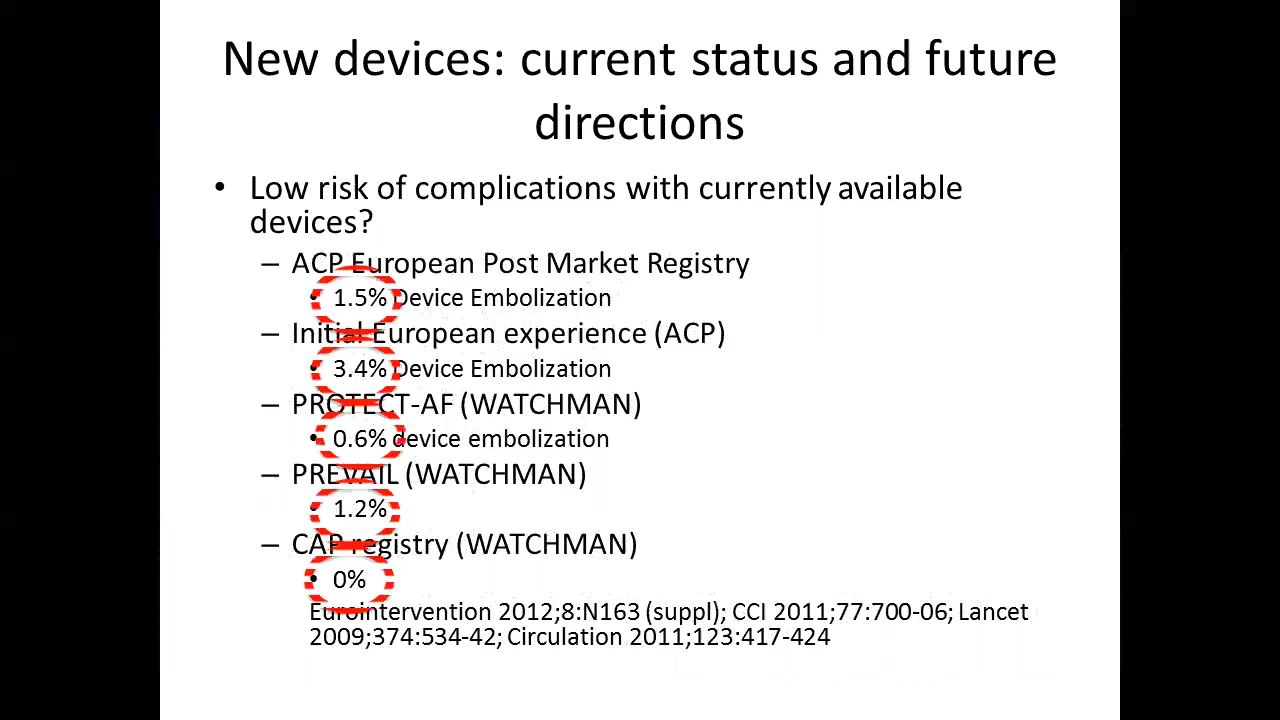 New devices: current status and future
directions
• Low risk of complications with currently available
devices?
– ACP European Post Market Registry
• 1.5% Device Embolization
– Initial European experience (ACP)
• 3.4% Device Embolization
– PROTECT-AF (WATCHMAN)
• 0.6% device embolization
– PREVAIL (WATCHMAN)
• 1.2%
– CAP registry (WATCHMAN)
• 0%
Eurointervention 2012;8:N163 (suppl); CCI 2011;77:700-06; Lancet
2009;374:534-42; Circulation 2011;123:417-424